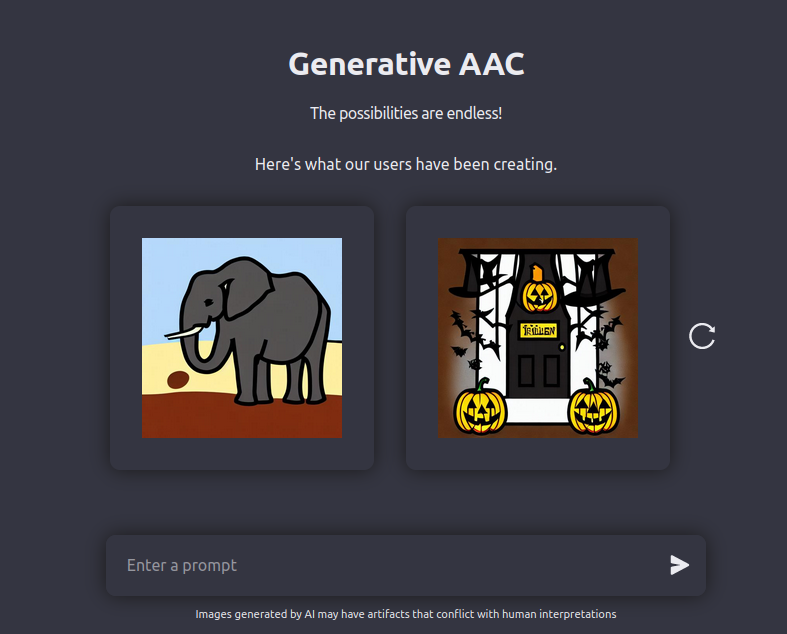 Generative AAC
The possibilities are endless!
Here's what our users have been creating.
Enter a prompt
Images generated by AI may have artifacts that conflict with human interpretations